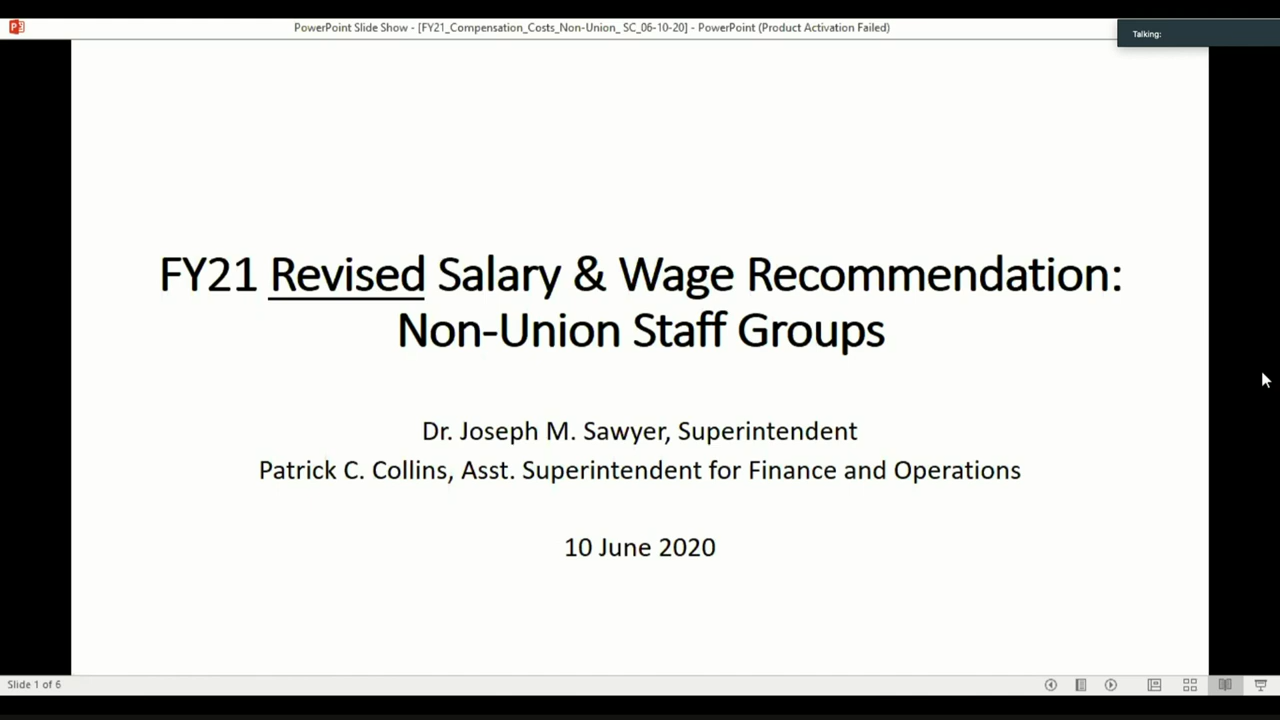 PowerPoint Slide Show - [FY21_Compensation_Costs_Non-Union_ SC_06-10-20] - PowerPoint (Product Activation Failed)
Talking:
FY21 Revised Salary & Wage Recommendation:
Non-Union Staff Groups
Dr. Joseph M. Sawyer, Superintendent
Patrick C. Collins, Asst. Superintendent for Finance and Operations
10 June 2020
Slide 1 of 6